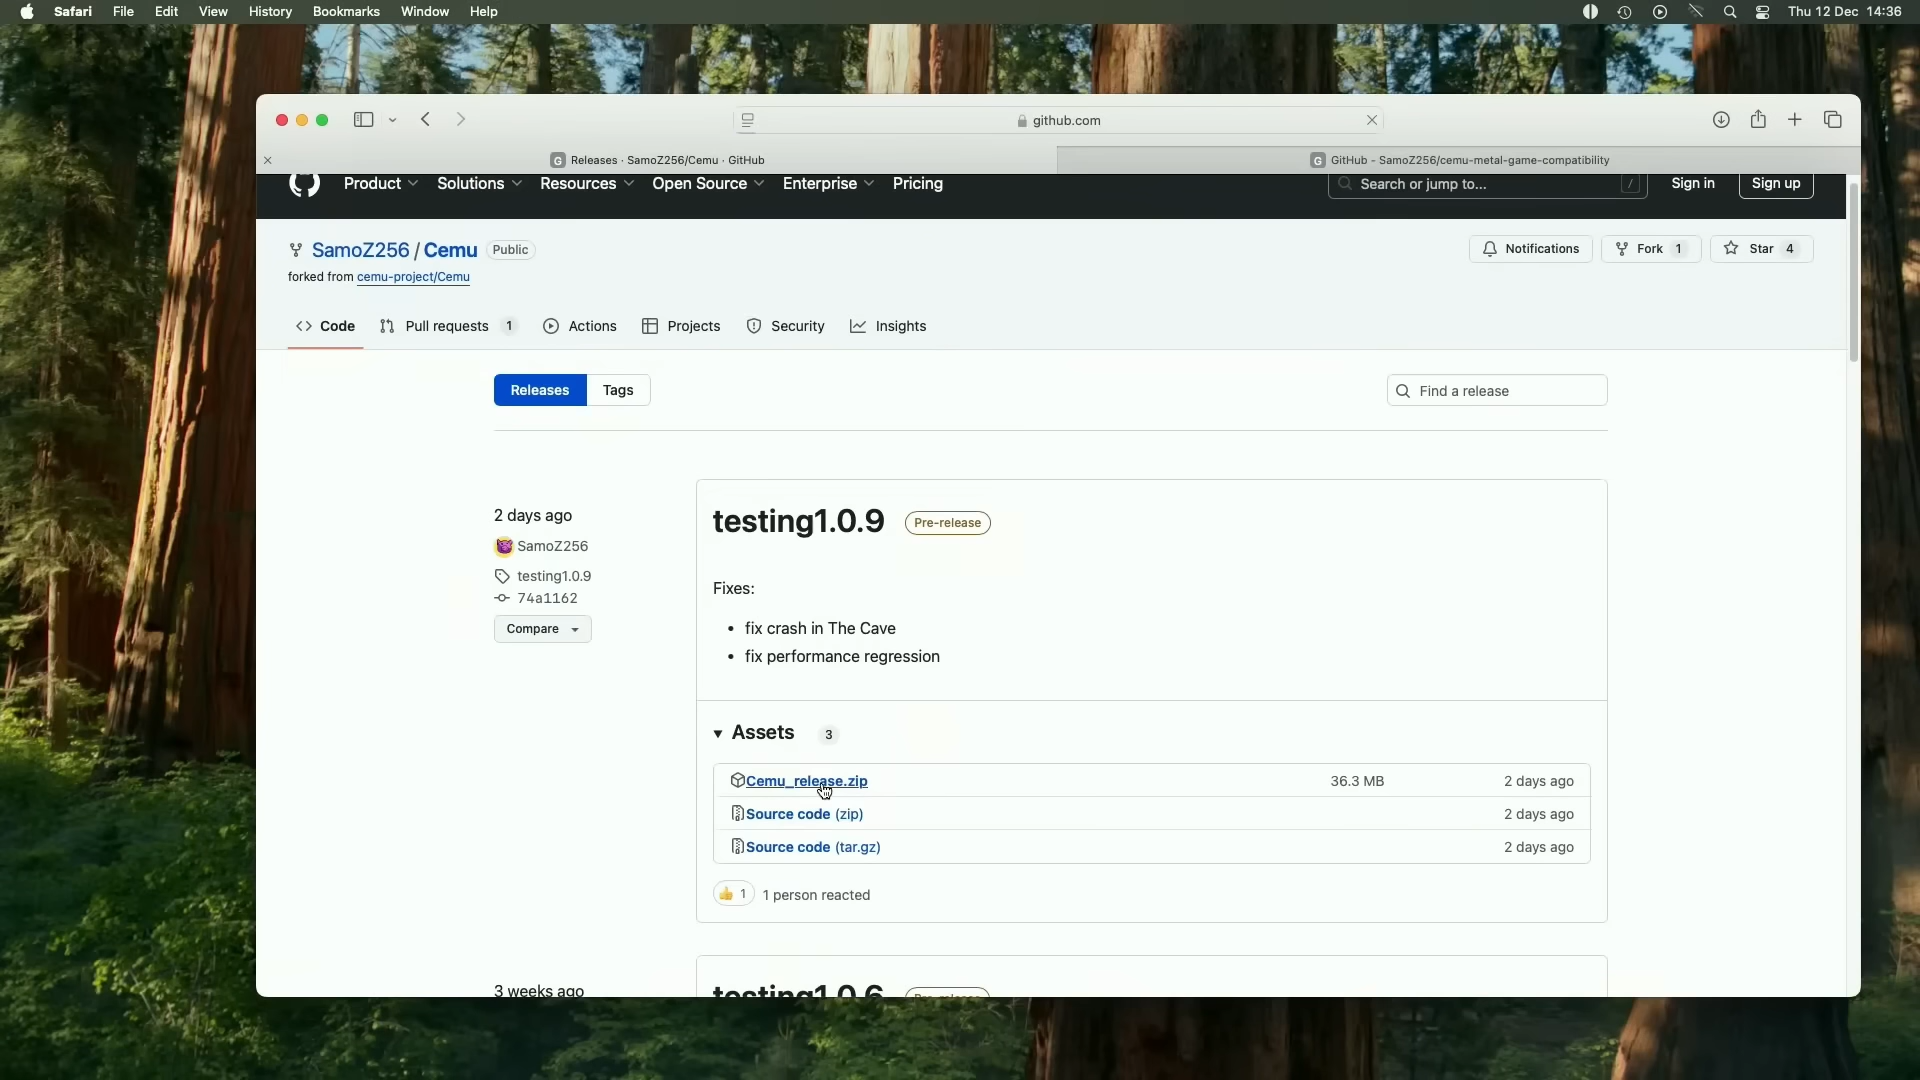 Safari File Edit View History Bookmarks Window Help Thu 12 Dec 14:36
github.com
G Releases · SamoZ256/Cemu · GitHub G GitHub - SamoZ256/cemu-metal-game-compatibility
Product Solutions Resources Open Source Enterprise Pricing Search or jump to... / Sign in Sign up
SamoZ256 / Cemu Public Notifications Fork 1 Star 4
forked from cemu-project/Cemu
Code Pull requests 1 Actions Projects Security Insights
Releases Tags Find a release
2 days ago
SamoZ256
testing1.0.9
74a1162
Compare
testing1.0.9 Pre-release
Fixes:
• fix crash in The Cave
• fix performance regression
Assets 3
Cemu_release.zip 36.3 MB 2 days ago
Source code (zip) 2 days ago
Source code (tar.gz) 2 days ago
👍 1 1 person reacted
3 weeks ago
testing1.0.6 Pre-release